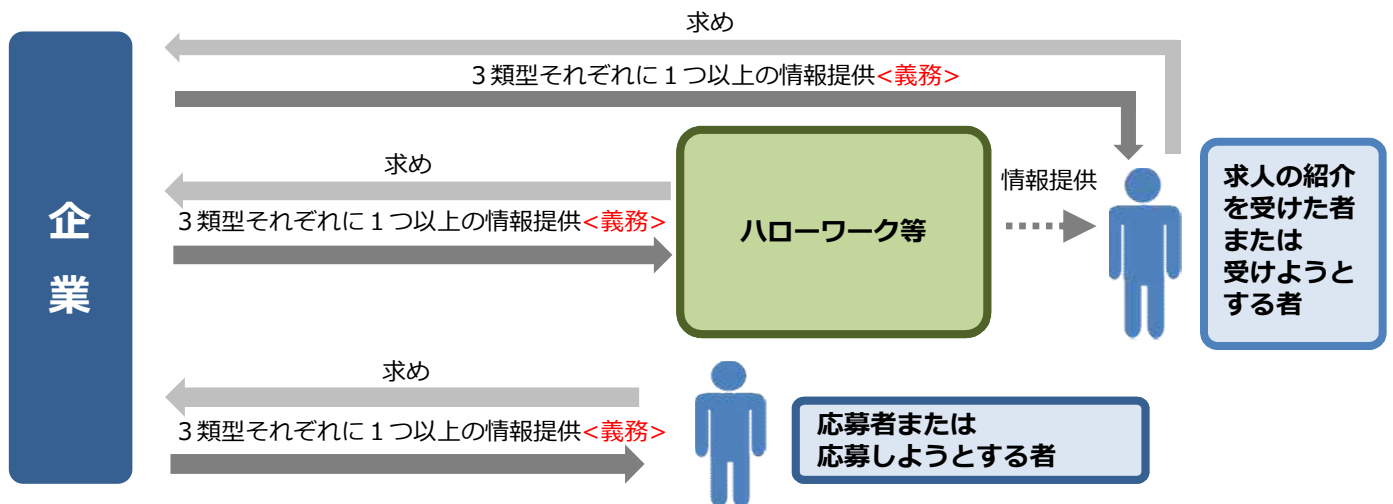 求め
３類型それぞれに１つ以上の情報提供<義務>
企
業
求め
３類型それぞれに１つ以上の情報提供<義務>
ハローワーク等
情報提供
求人の紹介
を受けた者
または
受けようと
する者
求め
３類型それぞれに１つ以上の情報提供<義務>
応募者または
応募しようとする者